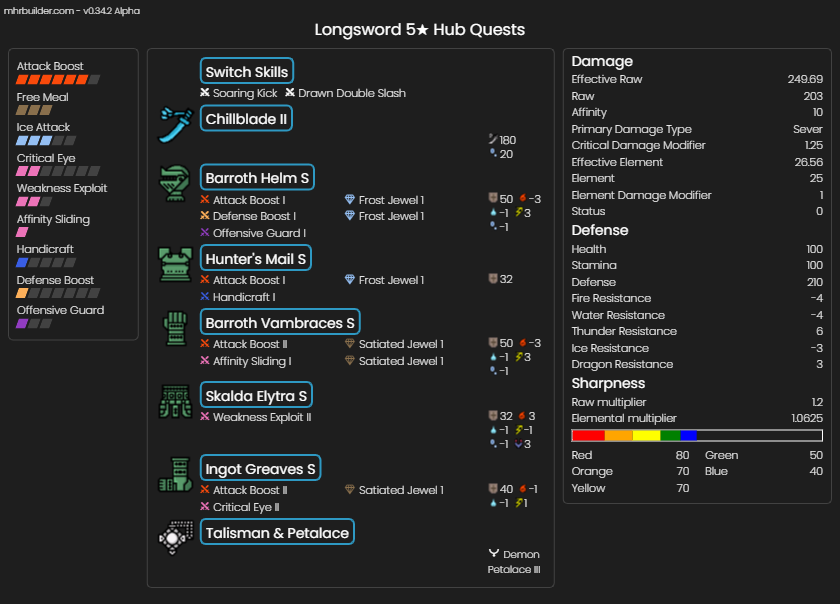 mhrbuilder.com - v0.34.2 Alpha
Longsword 5★ Hub Quests
Attack Boost
Free Meal
Ice Attack
Critical Eye
Weakness Exploit
Affinity Sliding
Handicraft
Defense Boost
Offensive Guard
Switch Skills
Soaring Kick Drawn Double Slash
Chillblade II
180
20
Barroth Helm S
Attack Boost I Frost Jewel 1 50 -3
Defense Boost I Frost Jewel 1 -1 3
Offensive Guard I -1
Hunter's Mail S
Attack Boost I Frost Jewel 1 32
Handicraft I
Barroth Vambraces S
Attack Boost II Satiated Jewel 1 50 -3
Affinity Sliding I Satiated Jewel 1 -1 3
-1
Skalda Elytra S
Weakness Exploit II 32 3
-1 -1
-1 3
Ingot Greaves S
Attack Boost II Satiated Jewel 1 40 -1
Critical Eye II -1 1
Talisman & Petalace
Demon
Petalace III
Damage
Effective Raw 249.69
Raw 203
Affinity 10
Primary Damage Type Sever
Critical Damage Modifier 1.25
Effective Element 26.56
Element 25
Element Damage Modifier 1
Status 0
Defense
Health 100
Stamina 100
Defense 210
Fire Resistance -4
Water Resistance -4
Thunder Resistance 6
Ice Resistance -3
Dragon Resistance 3
Sharpness
Raw multiplier 1.2
Elemental multiplier 1.0625
Red 80 Green 50
Orange 70 Blue 40
Yellow 70